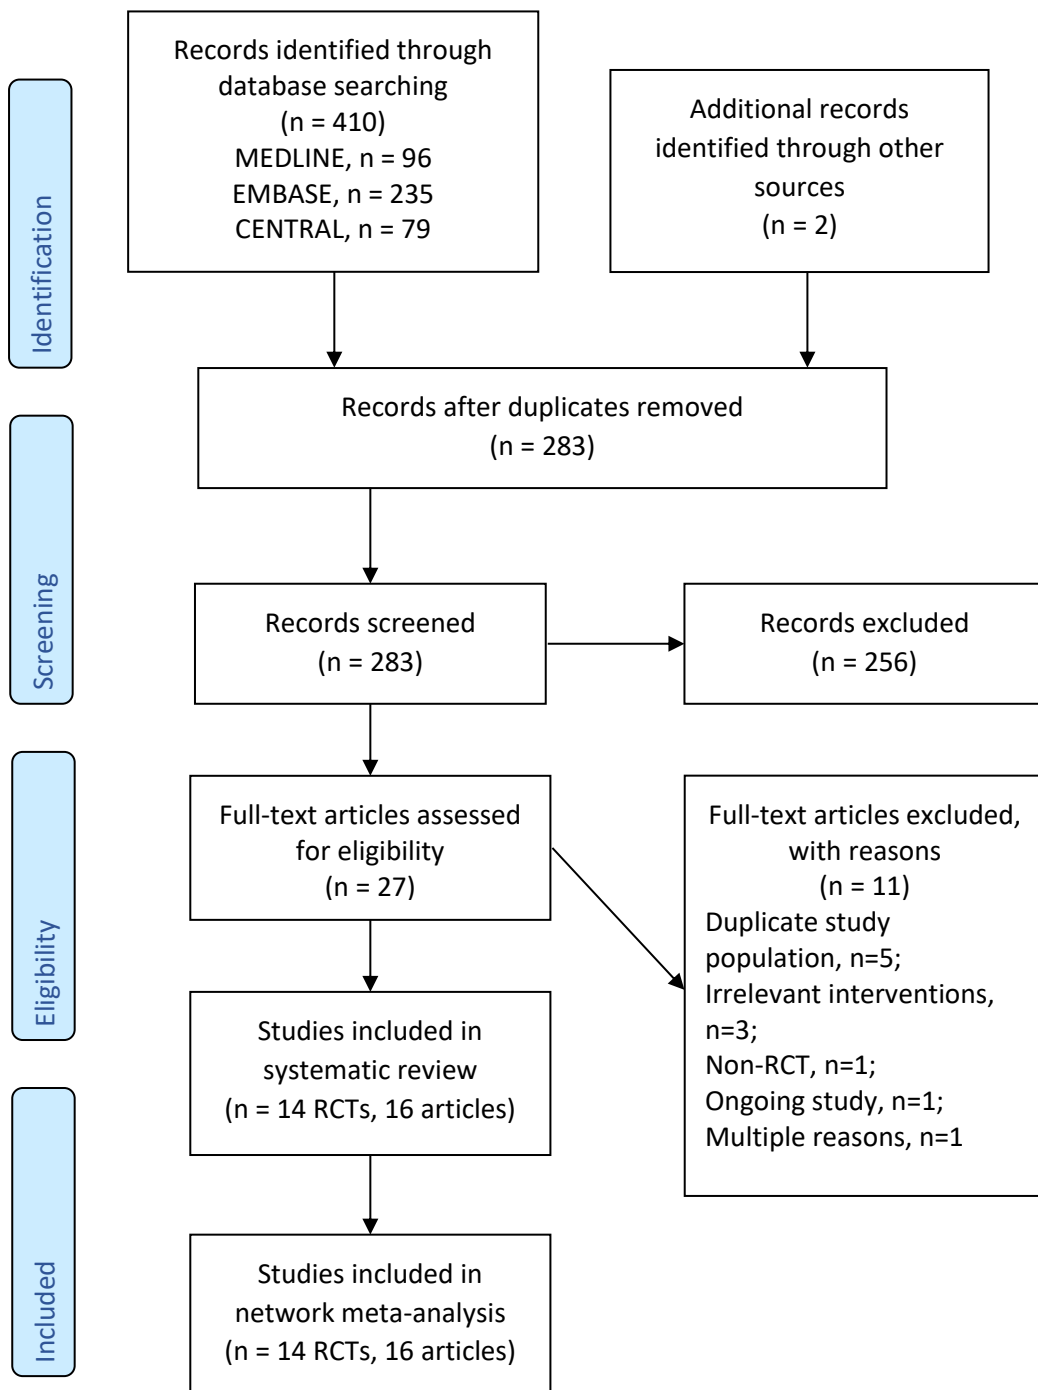 Records identified through
database searching
(n = 410)
MEDLINE, n = 96
EMBASE, n = 235
CENTRAL, n = 79
Additional records
identified through other
sources
(n = 2)
Identification
Records after duplicates removed
(n = 283)
Screening
Records screened
(n = 283)
Records excluded
(n = 256)
Eligibility
Full-text articles assessed
for eligibility
(n = 27)
Full-text articles excluded,
with reasons
(n = 11)
Duplicate study
population, n=5;
Irrelevant interventions,
n=3;
Non-RCT, n=1;
Ongoing study, n=1;
Multiple reasons, n=1
Studies included in
systematic review
(n = 14 RCTs, 16 articles)
Included
Studies included in
network meta-analysis
(n = 14 RCTs, 16 articles)